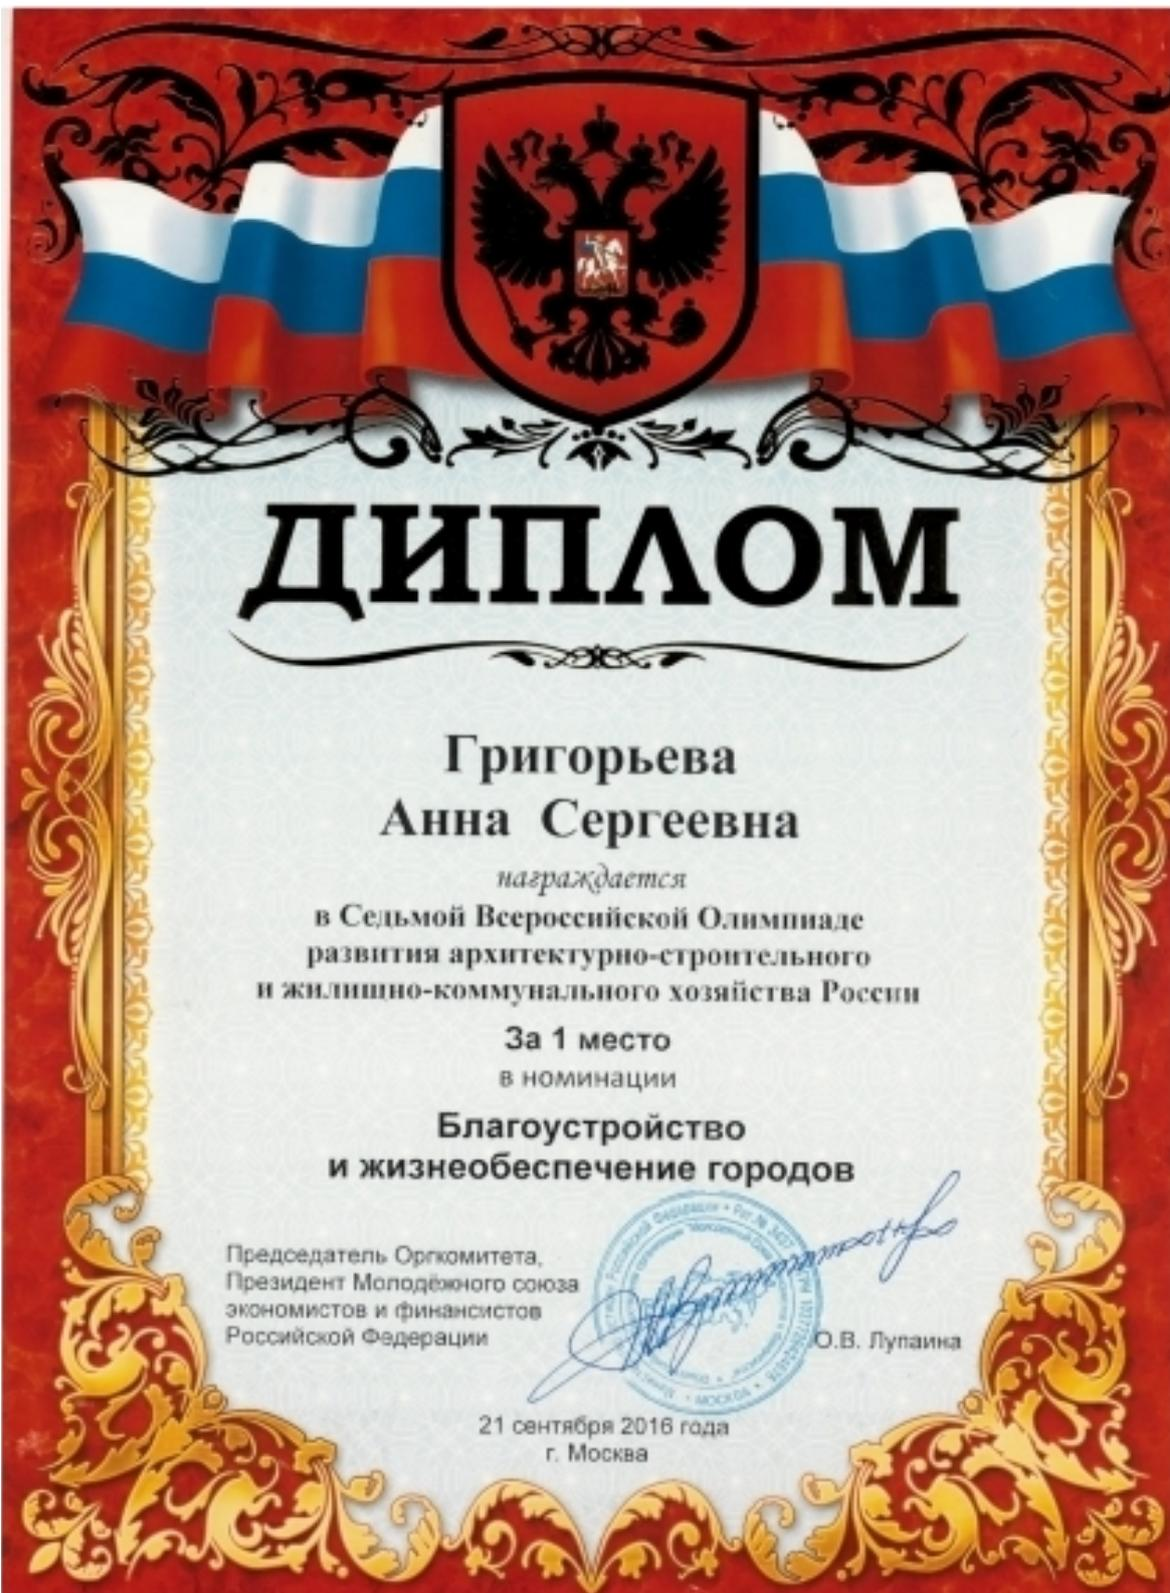 ДИПЛОМ
Григорьева
Анна Сергеевна
награждается
в Седьмой Всероссийской Олимпиаде
развития архитектурно-строительного
и жилищно-коммунального хозяйства России
За 1 место
в номинации
Благоустройство
и жизнеобеспечение городов
Председатель Оргкомитета,
Президент Молодёжного союза
экономистов и финансистов
Российской Федерации
О.В. Лупаина
МОСКВА
21 сентября 2016 года
г. Москва